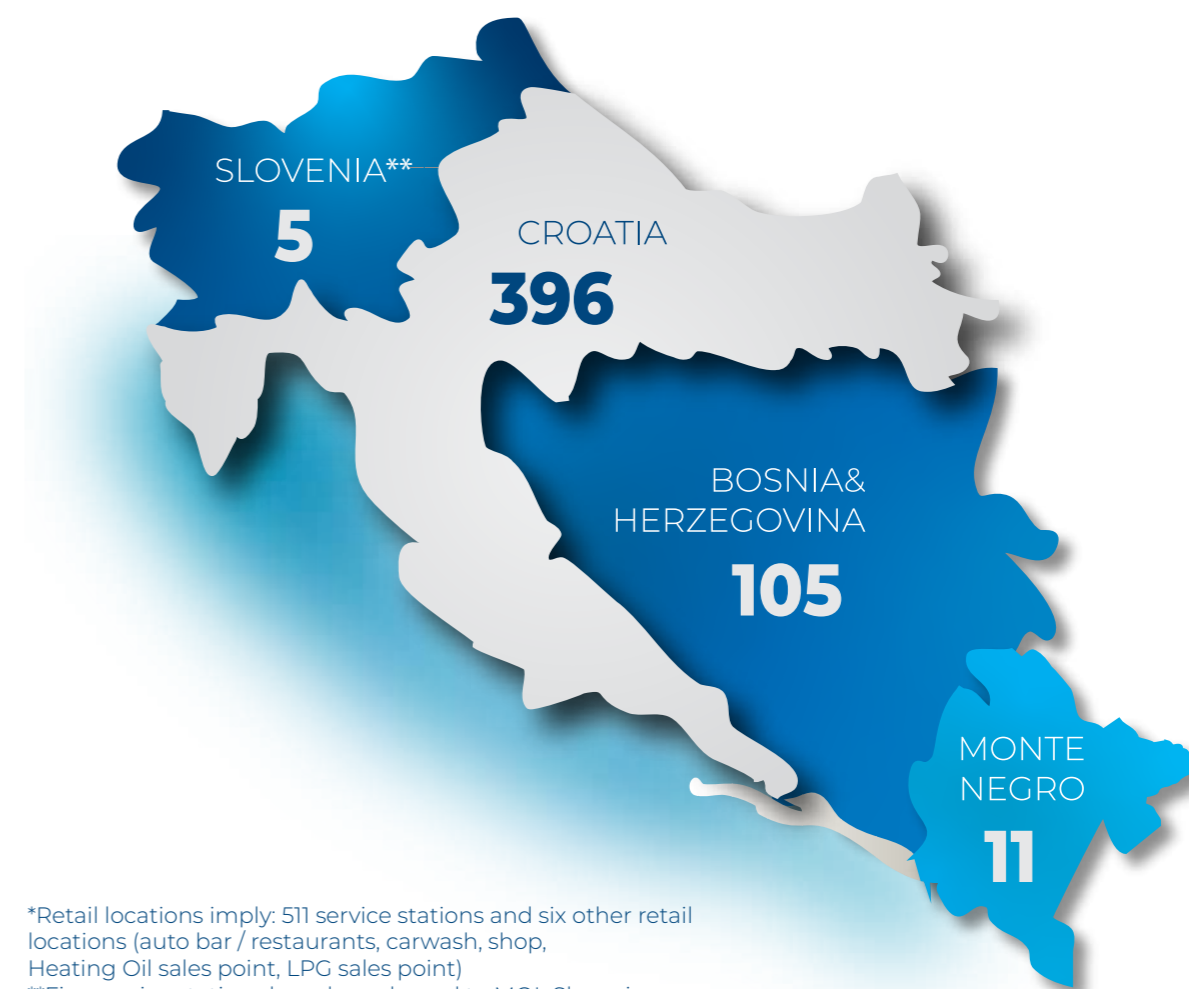 SLOVENIA**
5
CROATIA
396
BOSNIA&
HERZEGOVINA
105
MONTE
NEGRO
11
*Retail locations imply: 511 service stations and six other retail
locations (auto bar / restaurants, carwash, shop,
Heating Oil sales point, LPG sales point)